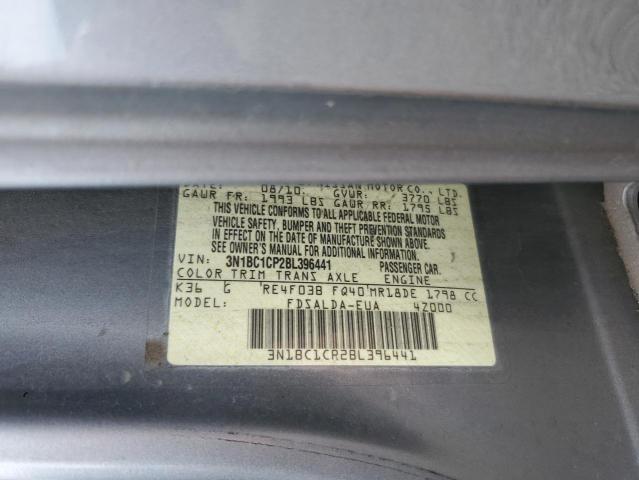 DATE: 08/10 NISSAN MOTOR CO., LTD.
GAWR FR: 1993 LBS GVWR: 3770 LBS
GAWR RR: 1795 LBS
THIS VEHICLE CONFORMS TO ALL APPLICABLE FEDERAL MOTOR
VEHICLE SAFETY, BUMPER AND THEFT PREVENTION STANDARDS
IN EFFECT ON THE DATE OF MANUFACTURE SHOWN ABOVE.
SEE OWNER'S MANUAL FOR ADDITIONAL INFORMATION.
VIN: 3N1BC1CP2BL396441 PASSENGER CAR.
COLOR TRIM TRANS AXLE ENGINE
K36 G RE4F03B FQ40 MR18DE 1798 CC
MODEL: FDSALDA-EUA 4Z000
3N1BC1CP2BL396441